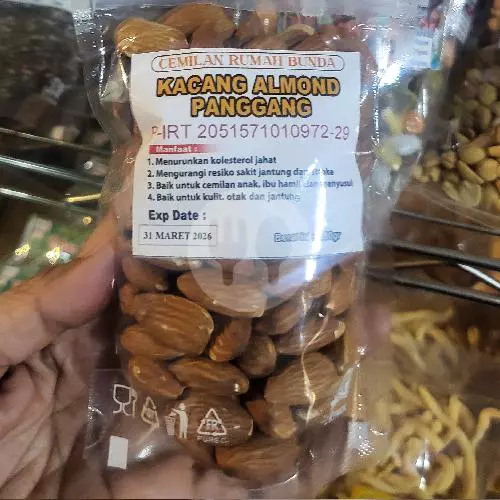 CEMILAN RUMAH BUNDA
KACANG ALMOND
PANGGANG
P-IRT 2051571010972-29
Manfaat :
1. Menurunkan kolesterol jahat
2. Mengurangi resiko sakit jantung dan stroke
3. Baik untuk cemilan anak, ibu hamil dan menyusui
4. Baik untuk kulit, otak dan jantung
Exp Date :
31 MARET 2026